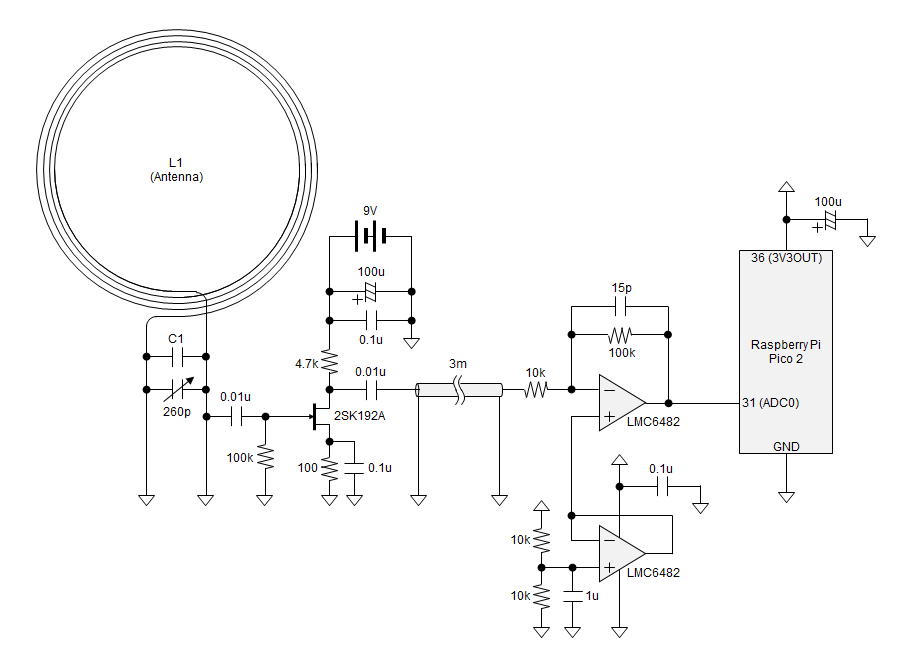 L1
(Antenna)
9V
100u
+
0.1u
4.7k
0.01u
C1
260p
0.01u
100k
2SK192A
100
0.1u
3m
10k
15p
100k
−
+
LMC6482
100u
+
36 (3V3OUT)
Raspberry Pi
Pico 2
31 (ADC0)
GND
0.1u
10k
10k
1u
−
+
LMC6482